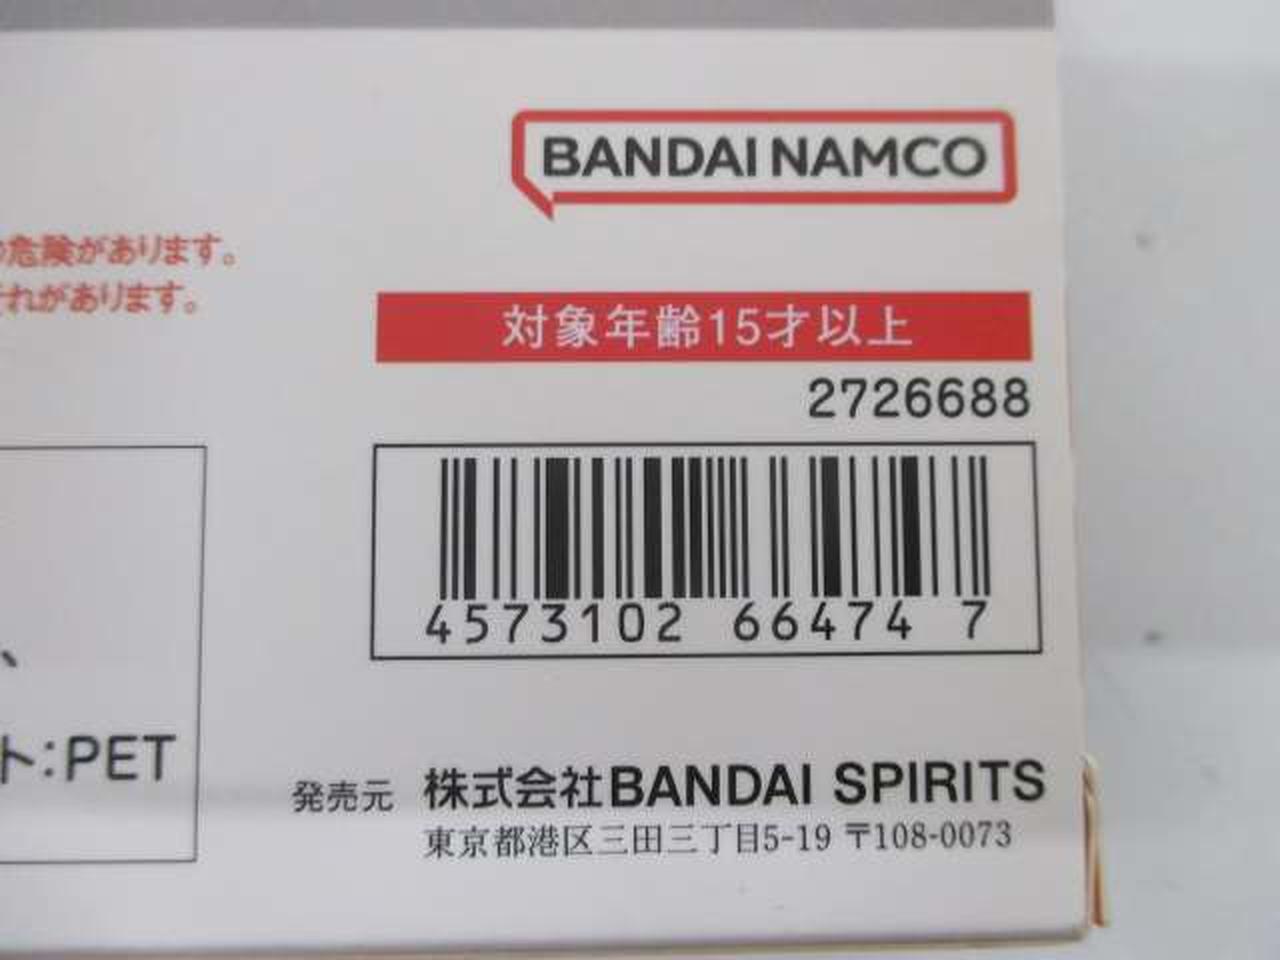 BANDAI NAMCO
の危険があります。
それがあります。
対象年齢15才以上
2726688
4573102 66474 7
、
ト:PET
発売元 株式会社BANDAI SPIRITS
東京都港区三田三丁目5-19 〒108-0073